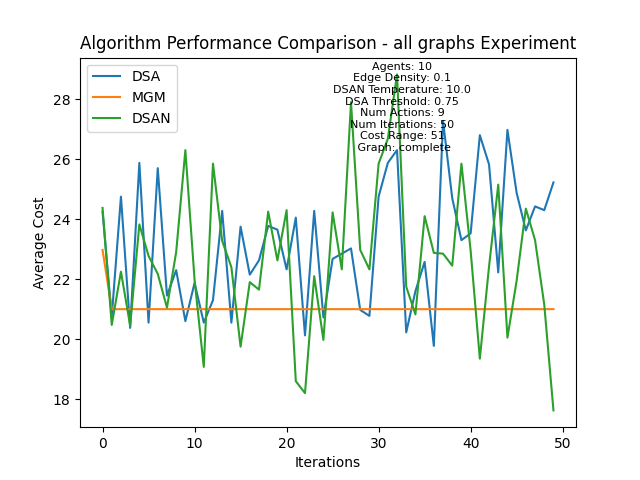 Algorithm Performance Comparison - all graphs Experiment
DSA
MGM
DSAN
Agents: 10
Edge Density: 0.1
DSAN Temperature: 10.0
DSA Threshold: 0.75
Num Actions: 9
Num Iterations: 50
Cost Range: 51
Graph: complete
Average Cost
28
26
24
22
20
18
0
10
20
30
40
50
Iterations